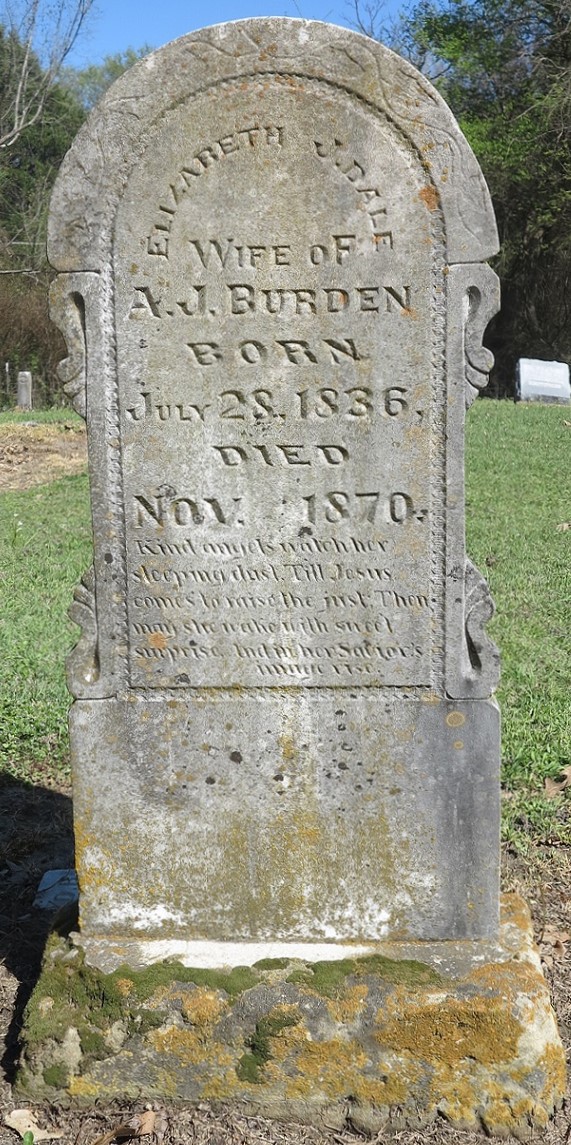 ELIZABETH J. DALE
WIFE OF
A. J. BURDEN
BORN
JULY 28, 1836,
DIED
NOV. 1870.
Kind angels watch her
sleeping dust, Till Jesus
comes to raise the just, Then
may she wake with sweet
surprise, And in her Savior's
image rise.